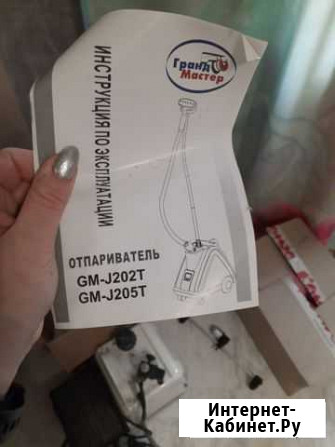 Гранд
Мастер
ИНСТРУКЦИЯ ПО ЭКСПЛУАТАЦИИ
ОТПАРИВАТЕЛЬ
GM-J202T
GM-J205T
Интернет-
Кабинет.Ру